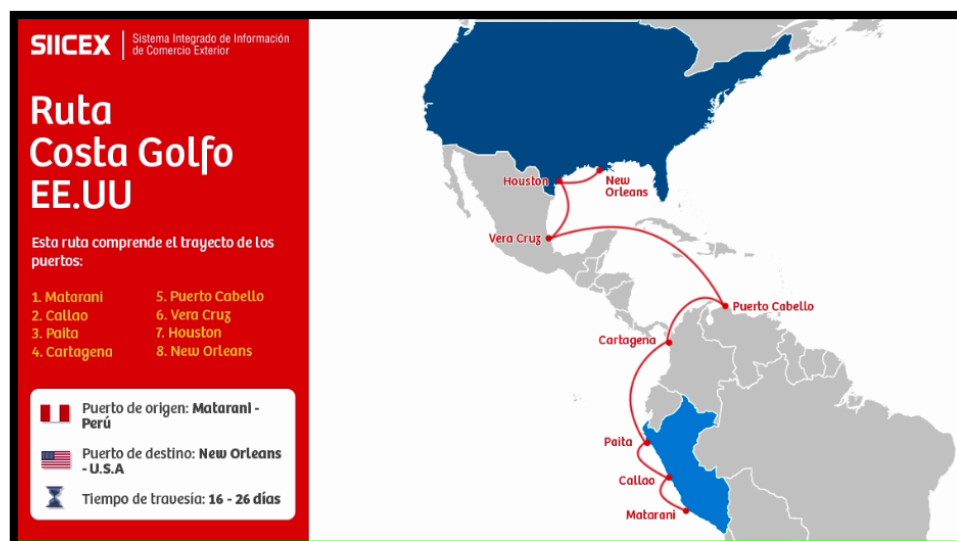 SIICEX
Sistema Integrado de Información
de Comercio Exterior
Ruta
Costa Golfo
EE.UU
Esta ruta comprende el trayecto de los
puertos:
1. Matarani
2. Callao
3. Paita
4. Cartagena
5. Puerto Cabello
6. Vera Cruz
7. Houston
8. New Orleans
Puerto de origen: Matarani -
Perú
Puerto de destino: New Orleans
- U.S.A
Tiempo de travesía: 16 - 26 días
Houston
New
Orleans
Vera Cruz
Puerto Cabello
Cartagena
Paita
Callao
Matarani